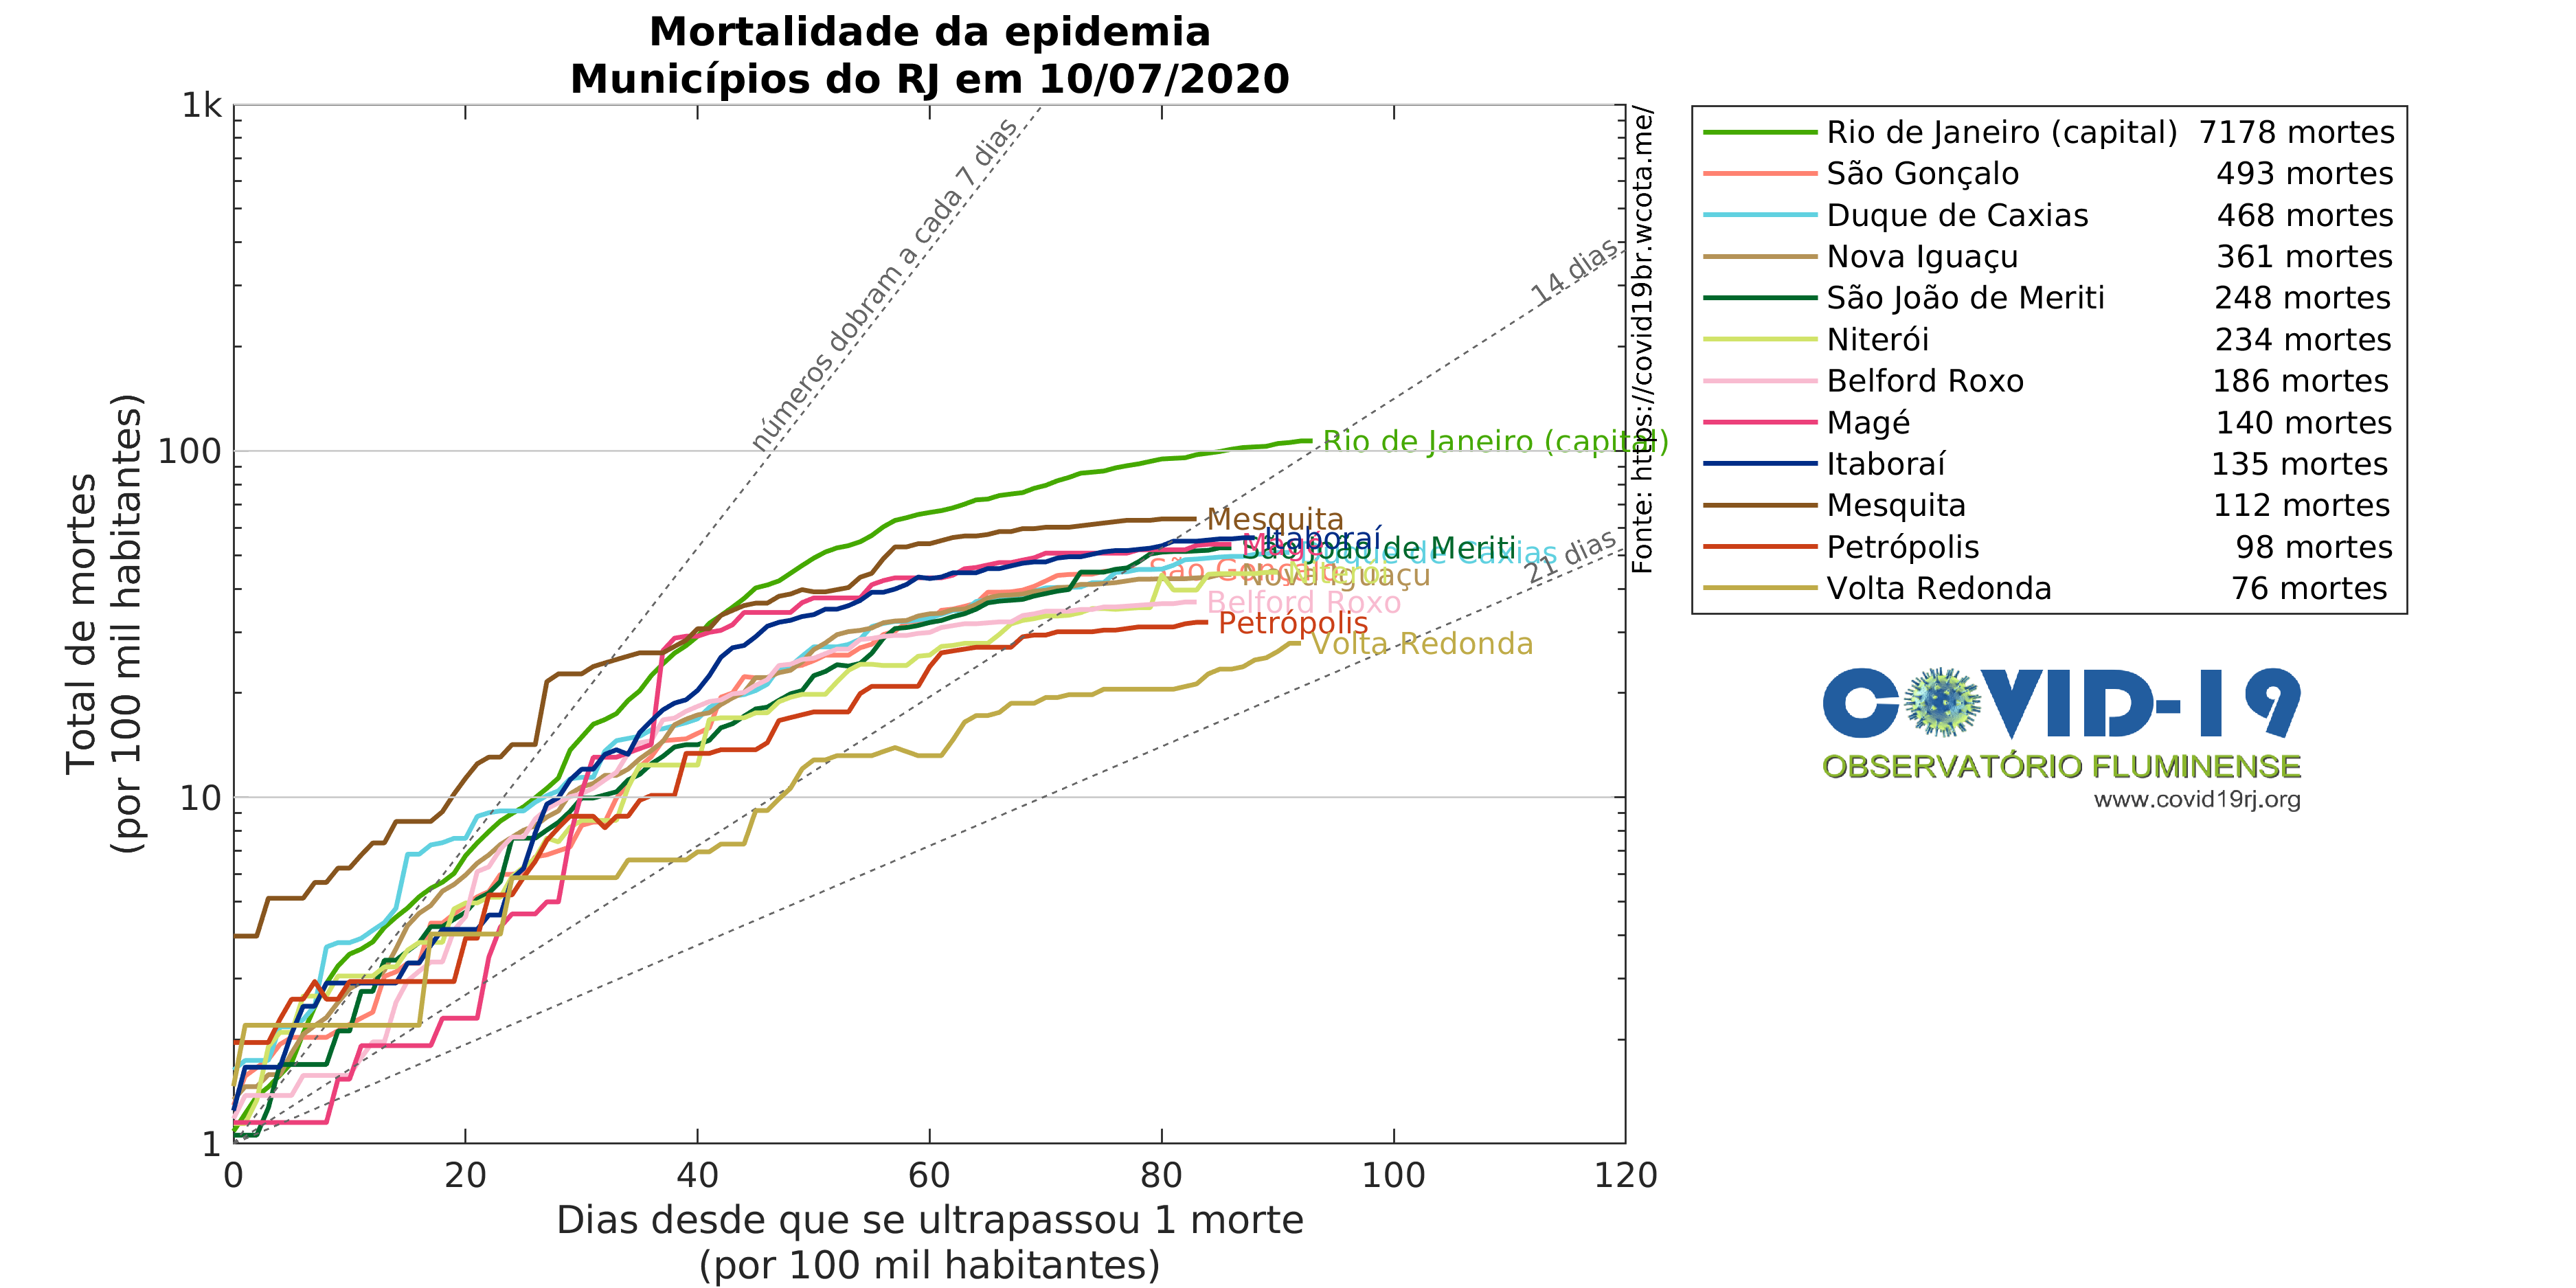 Mortalidade da epidemia
Municípios do RJ em 10/07/2020
Total de mortes
(por 100 mil habitantes)
1k
100
10
1
0 20 40 60 80 100 120
Dias desde que se ultrapassou 1 morte
(por 100 mil habitantes)
números dobram a cada 7 dias
14 dias
21 dias
Rio de Janeiro (capital)
Mesquita
Itaboraí
Magé
São João de Meriti
Duque de Caxias
São Gonçalo
Niterói
Nova Iguaçu
Belford Roxo
Petrópolis
Volta Redonda
Fonte: https://covid19br.wcota.me/
Rio de Janeiro (capital) 7178 mortes
São Gonçalo 493 mortes
Duque de Caxias 468 mortes
Nova Iguaçu 361 mortes
São João de Meriti 248 mortes
Niterói 234 mortes
Belford Roxo 186 mortes
Magé 140 mortes
Itaboraí 135 mortes
Mesquita 112 mortes
Petrópolis 98 mortes
Volta Redonda 76 mortes
COVID-19
OBSERVATÓRIO FLUMINENSE
www.covid19rj.org